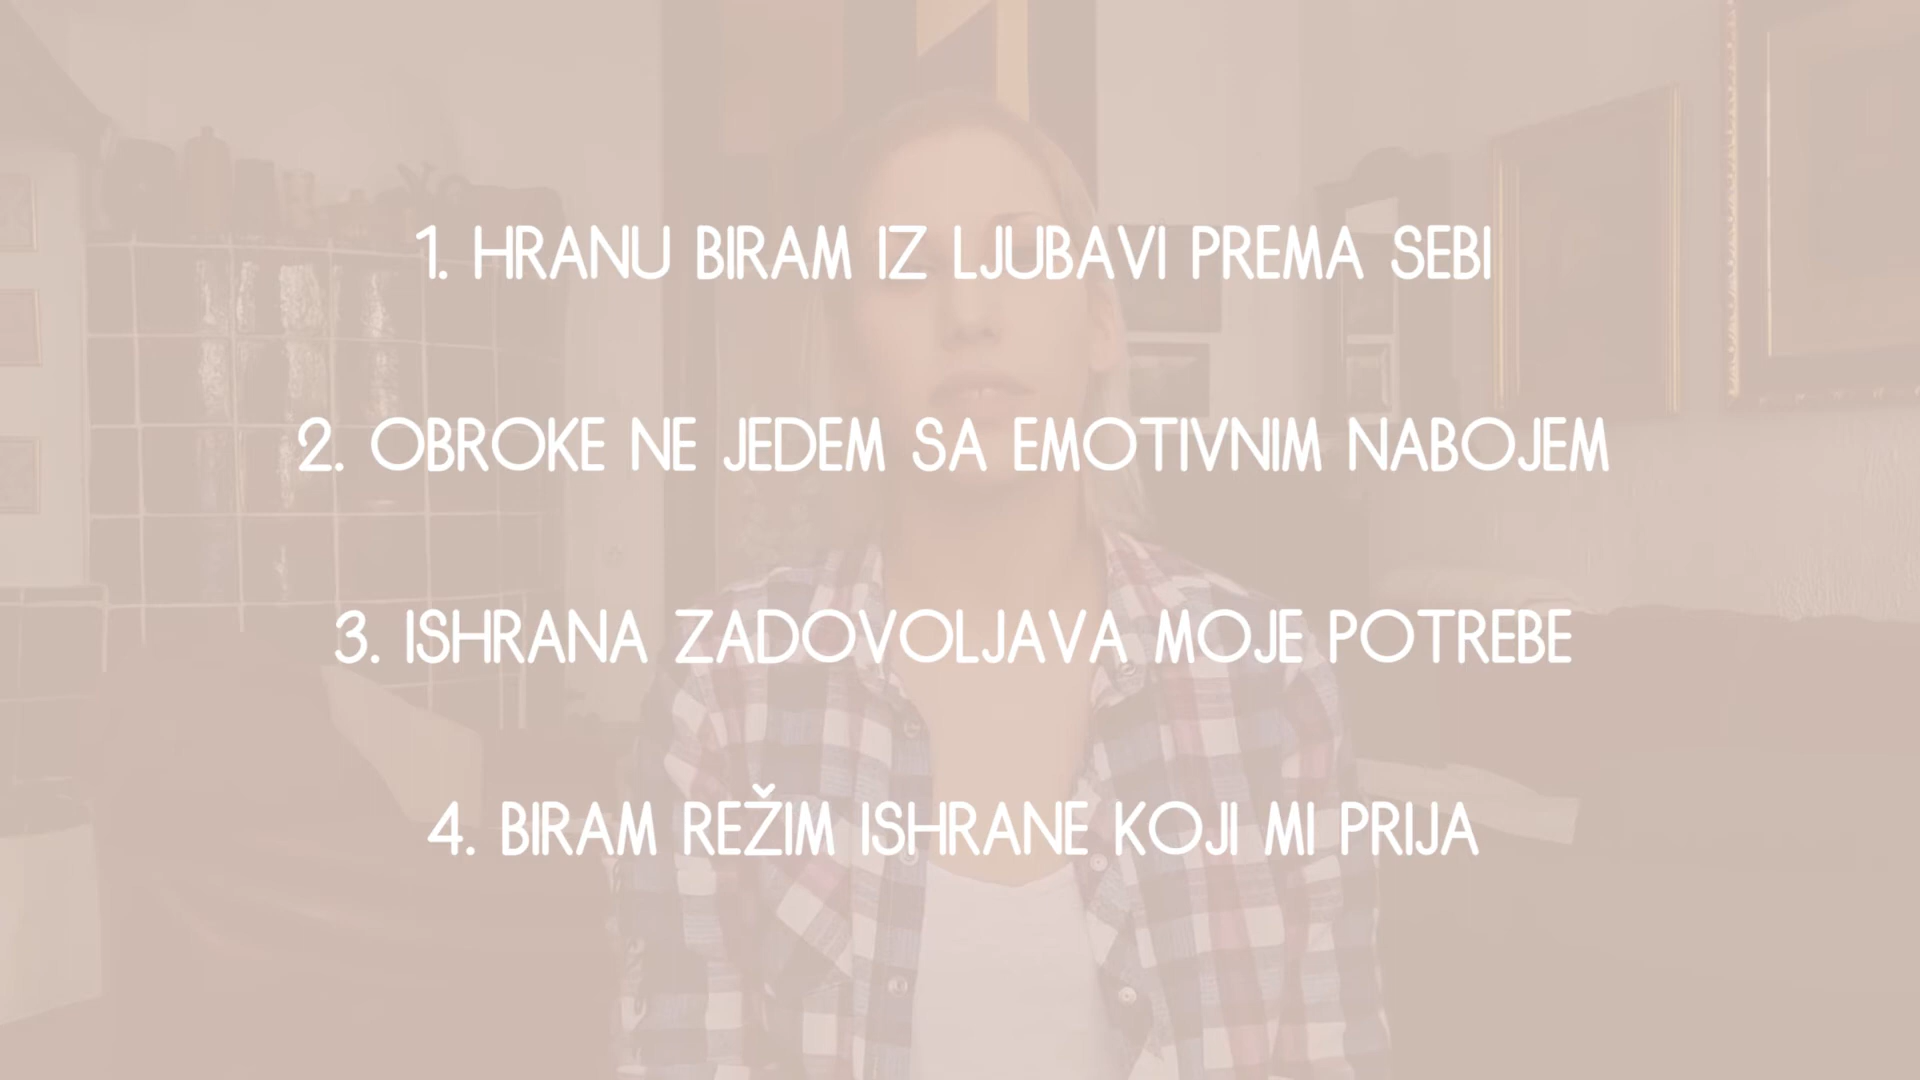 1. HRANU BIRAM IZ LJUBAVI PREMA SEBI
2. OBROKE NE JEDEM SA EMOTIVNIM NABOJEM
3. ISHRANA ZADOVOLJAVA MOJE POTREBE
4. BIRAM REŽIM ISHRANE KOJI MI PRIJA